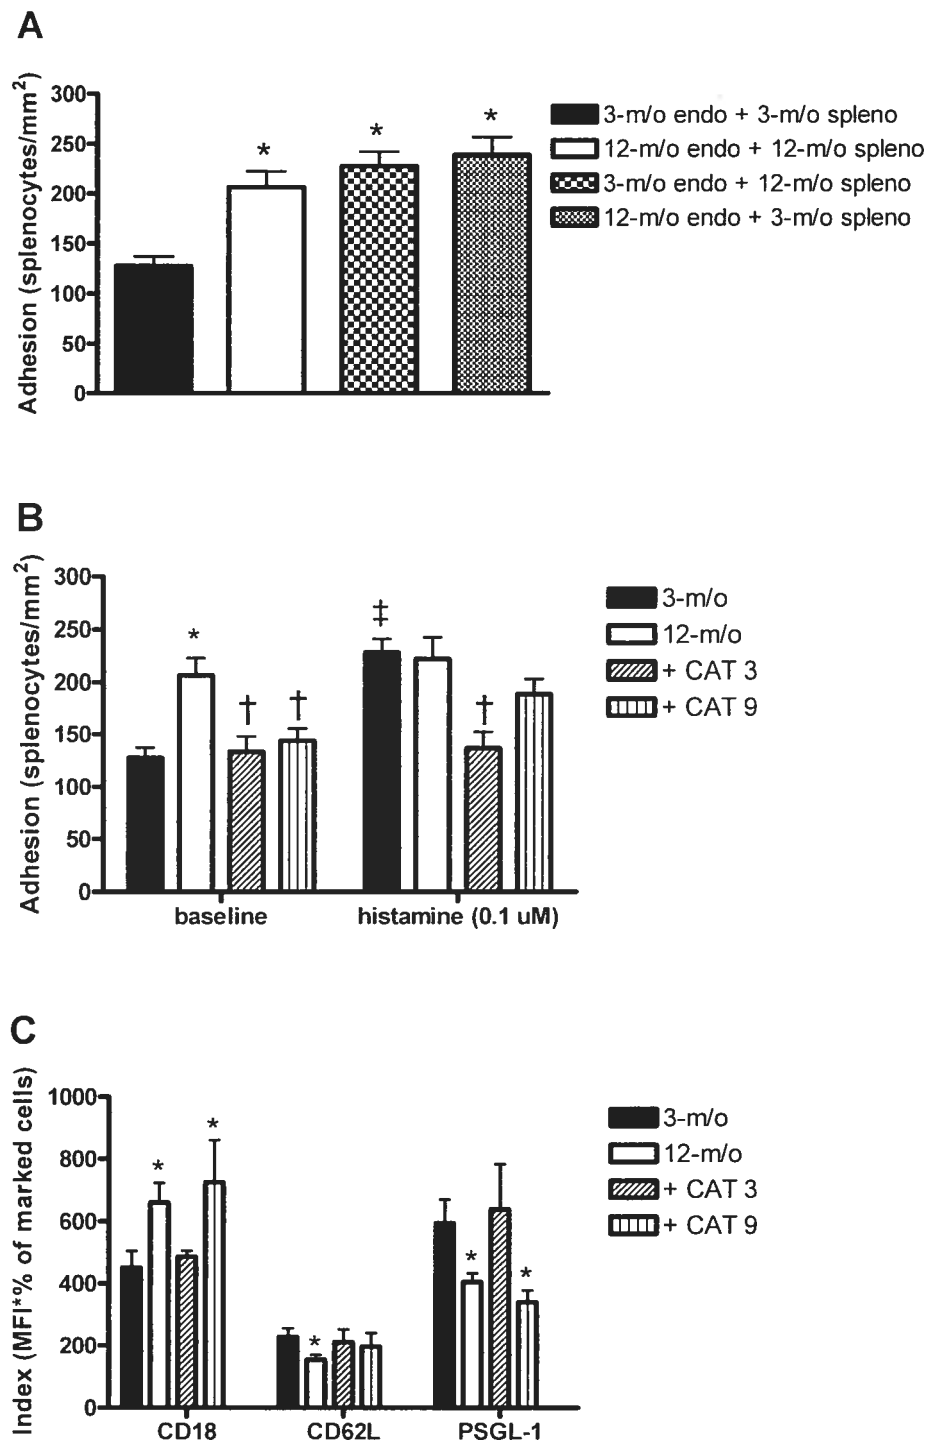 A
Adhesion (splenocytes/mm²)
300
250
200
150
100
50
0
*
*
*
3-m/o endo + 3-m/o spleno
12-m/o endo + 12-m/o spleno
3-m/o endo + 12-m/o spleno
12-m/o endo + 3-m/o spleno
B
Adhesion (splenocytes/mm²)
300
250
200
150
100
50
0
*
†
†
‡
†
baseline
histamine (0.1 uM)
3-m/o
12-m/o
+ CAT 3
+ CAT 9
C
Index (MFI*% of marked cells)
1000
800
600
400
200
0
*
*
*
*
*
CD18
CD62L
PSGL-1
3-m/o
12-m/o
+ CAT 3
+ CAT 9